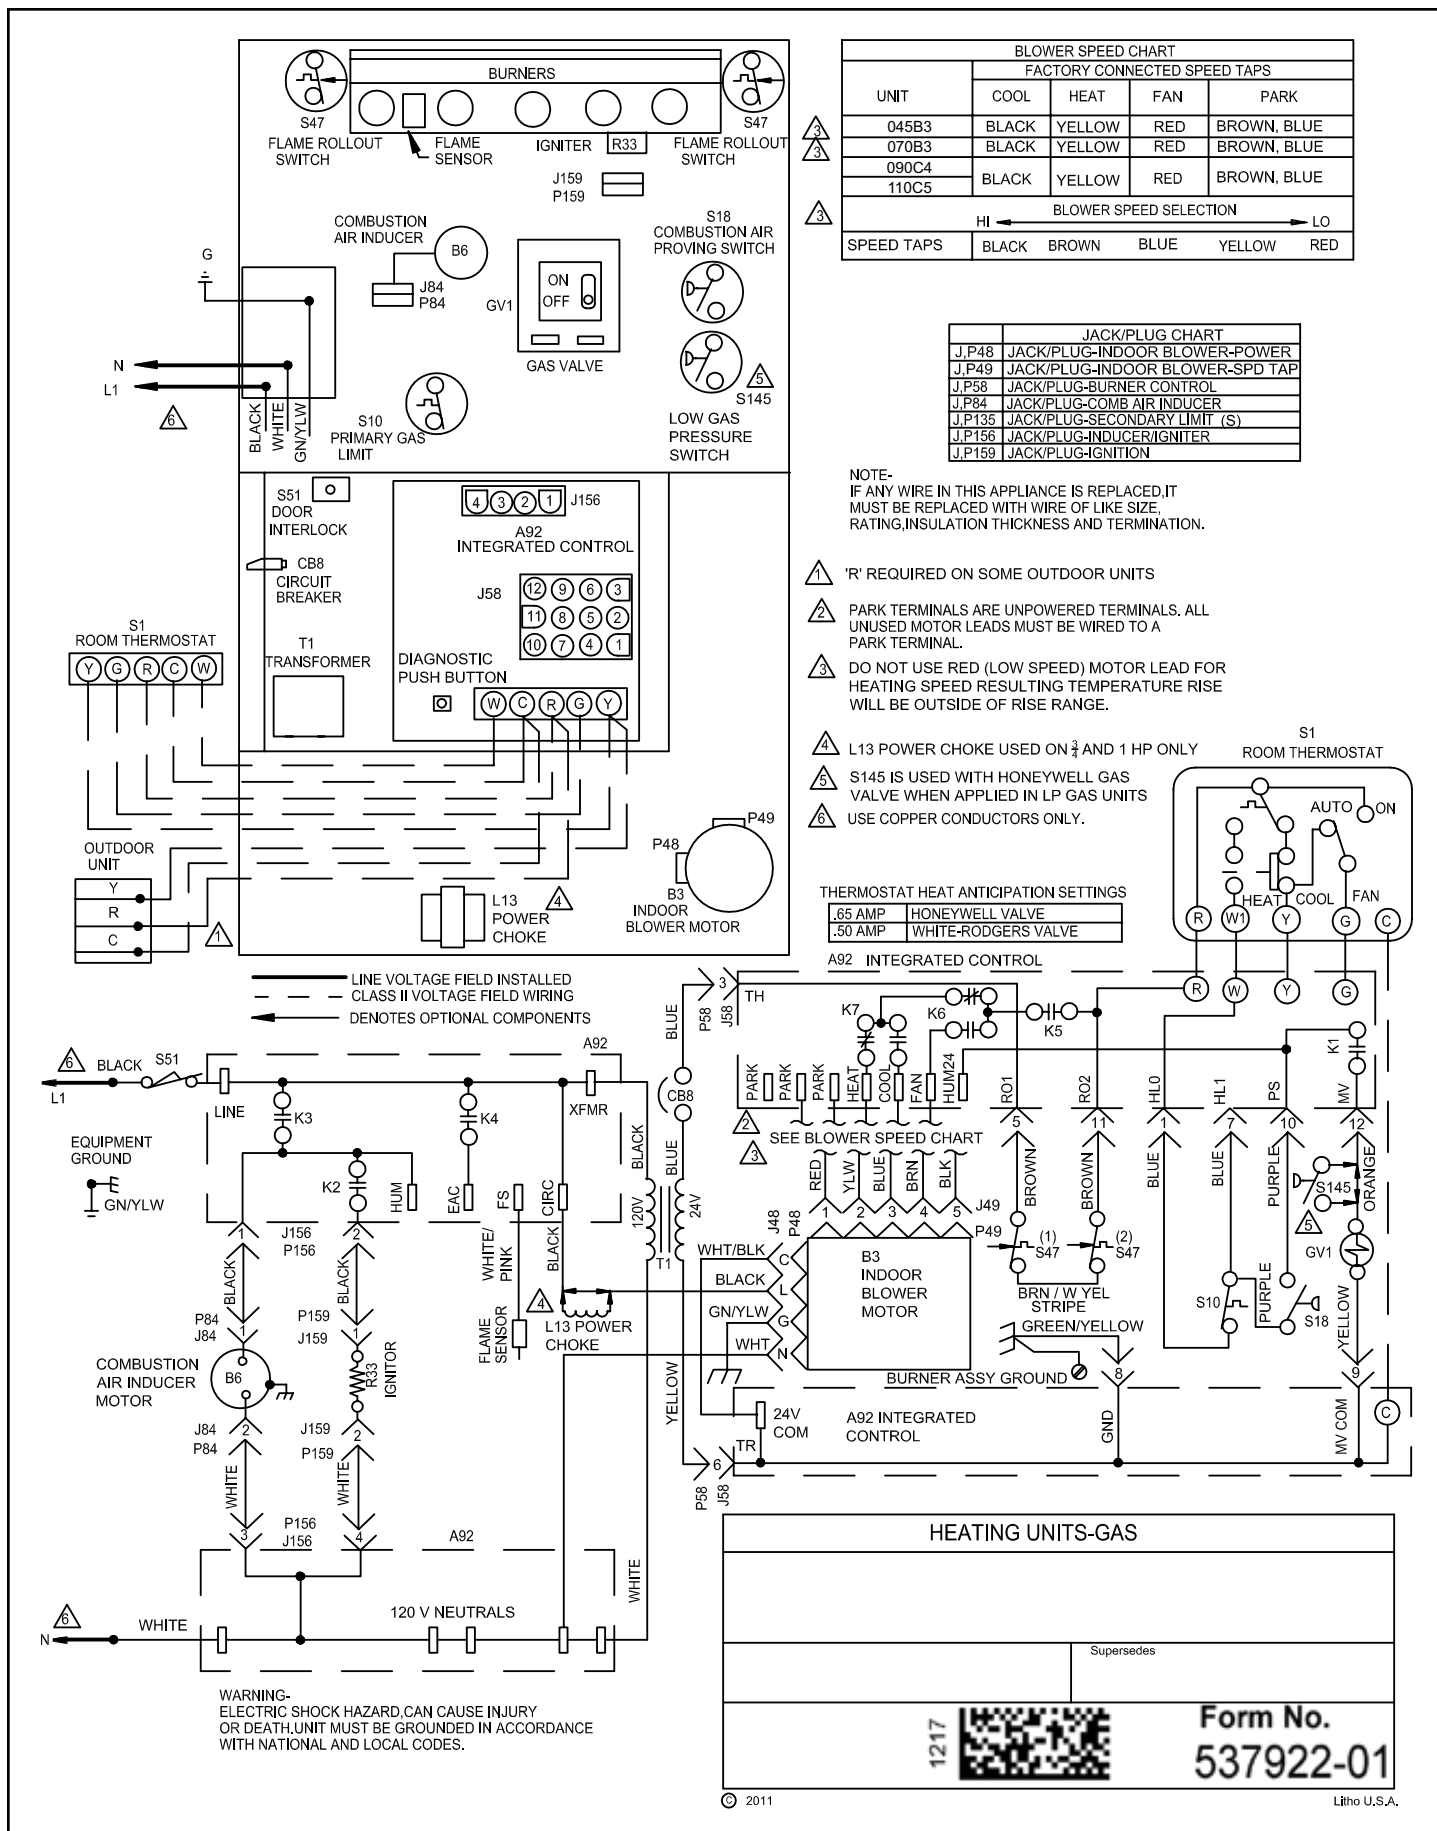 BURNERS
S47
FLAME ROLLOUT
SWITCH
FLAME
SENSOR
IGNITER
R33
S47
FLAME ROLLOUT
SWITCH
J159
P159
COMBUSTION
AIR INDUCER
B6
J84
P84
GV1
ON
OFF
GAS VALVE
S18
COMBUSTION AIR
PROVING SWITCH
5
S145
LOW GAS
PRESSURE
SWITCH
G
N
L1
6
BLACK
WHITE
GN/YLW
S10
PRIMARY GAS
LIMIT
S51
DOOR
INTERLOCK
CB8
CIRCUIT
BREAKER
T1
TRANSFORMER
4 3 2 1
J156
A92
INTEGRATED CONTROL
J58
12 9 6 3
11 8 5 2
10 7 4 1
DIAGNOSTIC
PUSH BUTTON
W C R G Y
S1
ROOM THERMOSTAT
Y G R C W
OUTDOOR
UNIT
Y
R
C
1
L13
POWER
CHOKE
4
P49
P48
B3
INDOOR
BLOWER MOTOR
BLOWER SPEED CHART
FACTORY CONNECTED SPEED TAPS
UNIT COOL HEAT FAN PARK
3 045B3 BLACK YELLOW RED BROWN, BLUE
3 070B3 BLACK YELLOW RED BROWN, BLUE
090C4
110C5
BLACK YELLOW RED BROWN, BLUE
3
BLOWER SPEED SELECTION
HI LO
SPEED TAPS BLACK BROWN BLUE YELLOW RED
JACK/PLUG CHART
J,P48 JACK/PLUG-INDOOR BLOWER-POWER
J,P49 JACK/PLUG-INDOOR BLOWER-SPD TAP
J,P58 JACK/PLUG-BURNER CONTROL
J,P84 JACK/PLUG-COMB AIR INDUCER
J,P135 JACK/PLUG-SECONDARY LIMIT (S)
J,P156 JACK/PLUG-INDUCER/IGNITER
J,P159 JACK/PLUG-IGNITION
NOTE-
IF ANY WIRE IN THIS APPLIANCE IS REPLACED,IT
MUST BE REPLACED WITH WIRE OF LIKE SIZE,
RATING,INSULATION THICKNESS AND TERMINATION.
1 'R' REQUIRED ON SOME OUTDOOR UNITS
2 PARK TERMINALS ARE UNPOWERED TERMINALS. ALL
UNUSED MOTOR LEADS MUST BE WIRED TO A
PARK TERMINAL.
3 DO NOT USE RED (LOW SPEED) MOTOR LEAD FOR
HEATING SPEED RESULTING TEMPERATURE RISE
WILL BE OUTSIDE OF RISE RANGE.
4 L13 POWER CHOKE USED ON 3/4 AND 1 HP ONLY
5 S145 IS USED WITH HONEYWELL GAS
VALVE WHEN APPLIED IN LP GAS UNITS
6 USE COPPER CONDUCTORS ONLY.
S1
ROOM THERMOSTAT
AUTO ON
HEAT COOL FAN
R W1 Y G C
THERMOSTAT HEAT ANTICIPATION SETTINGS
.65 AMP HONEYWELL VALVE
.50 AMP WHITE-RODGERS VALVE
LINE VOLTAGE FIELD INSTALLED
CLASS II VOLTAGE FIELD WIRING
DENOTES OPTIONAL COMPONENTS
6
L1
BLACK
S51
A92
LINE
K3
K4
XFMR
EQUIPMENT
GROUND
GN/YLW
K2
HUM
EAC
FS
CIRC
1
J156
P156
2
BLACK
BLACK
WHITE/
PINK
BLACK
P84
J84
1
P159
J159
1
COMBUSTION
AIR INDUCER
MOTOR
B6
R33
IGNITOR
FLAME
SENSOR
4
L13 POWER
CHOKE
J84
P84
2
J159
P159
2
WHITE
WHITE
P156
J156
3
4
A92
6
N
WHITE
120 V NEUTRALS
WHITE
BLACK
BLUE
120V
24V
T1
YELLOW
BLUE
CB8
P58
J58
3
A92 INTEGRATED CONTROL
TH
K7
K6
K5
R W Y G
PARK
PARK
PARK
HEAT
COOL
FAN
HUM24
RO1
RO2
HL0
HL1
PS
MV
K1
2
3
SEE BLOWER SPEED CHART
RED
YLW
BLUE
BRN
BLK
1 2 3 4 5
J49
P49
J48
P48
WHT/BLK C
BLACK L
GN/YLW G
WHT N
B3
INDOOR
BLOWER
MOTOR
5 11 1 7 10 12
BROWN
BROWN
BLUE
BLUE
PURPLE
ORANGE
(1)
S47
(2)
S47
BRN / W YEL
STRIPE
S145
5
GV1
S10
PURPLE
S18
YELLOW
GREEN/YELLOW
BURNER ASSY GROUND
8
9
24V
COM
A92 INTEGRATED
CONTROL
GND
MV COM
C
TR
6
P58
J58
WARNING-
ELECTRIC SHOCK HAZARD,CAN CAUSE INJURY
OR DEATH.UNIT MUST BE GROUNDED IN ACCORDANCE
WITH NATIONAL AND LOCAL CODES.
HEATING UNITS-GAS
Supersedes
1217
Form No.
537922-01
© 2011
Litho U.S.A.